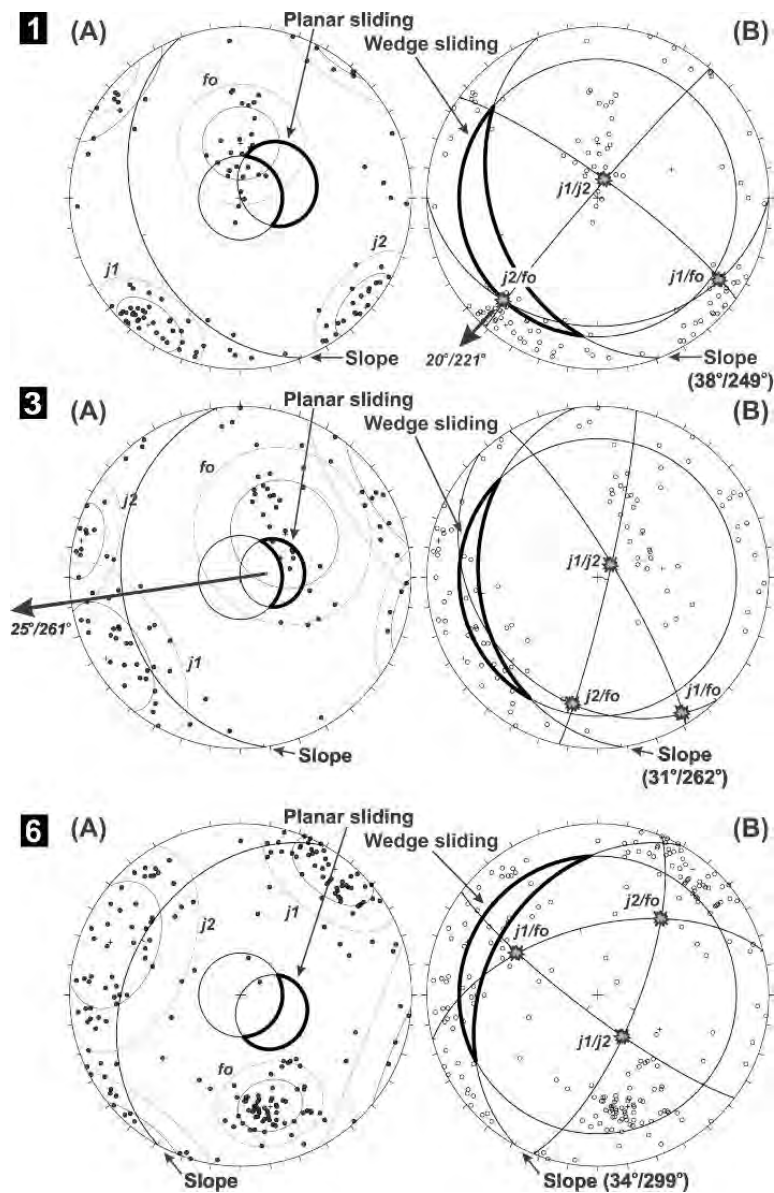 1 (A) Planar sliding (B)
Wedge sliding
fo
j1/j2
j2
j1
j2/fo
j1/fo
Slope
20°/221°
Slope
(38°/249°)
3 (A) Planar sliding (B)
Wedge sliding
fo
j2
j1/j2
25°/261°
j1
j2/fo
j1/fo
Slope
Slope
(31°/262°)
6 (A) Planar sliding (B)
Wedge sliding
j1
j2
j2/fo
j1/fo
j1/j2
fo
Slope
Slope (34°/299°)